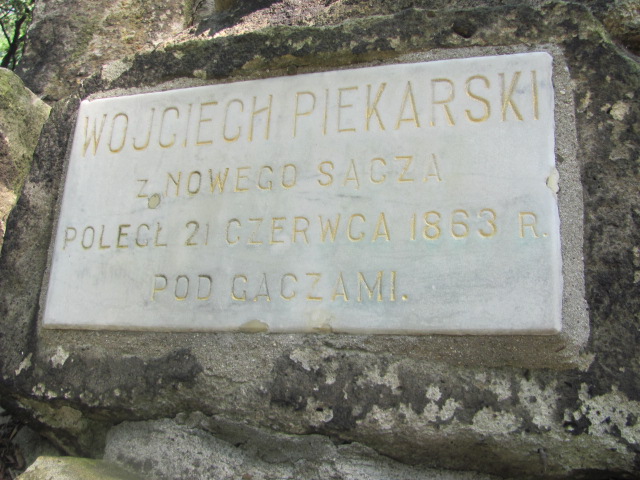 WOJCIECH PIEKARSKI
Z NOWEGO SĄCZA
POLEGŁ 21 CZERWCA 1863 R.
POD GACZAMI.